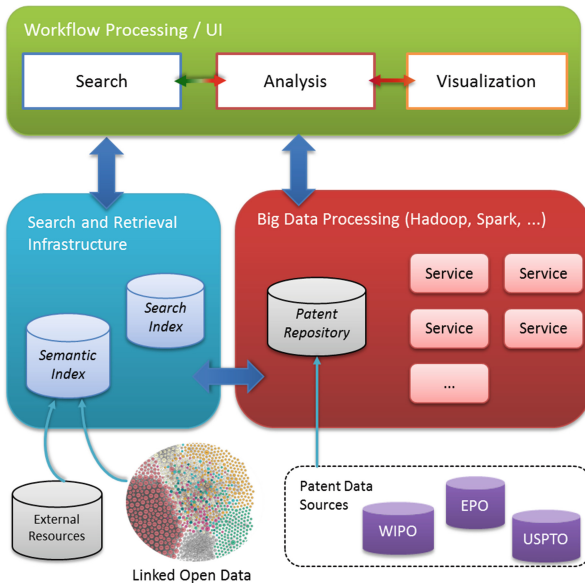 Workflow Processing / UI
Search
Analysis
Visualization
Search and Retrieval
Infrastructure
Search
Index
Semantic
Index
Big Data Processing (Hadoop, Spark, ...)
Patent
Repository
Service
Service
Service
Service
...
External
Resources
Linked Open Data
Patent Data
Sources
WIPO
EPO
USPTO